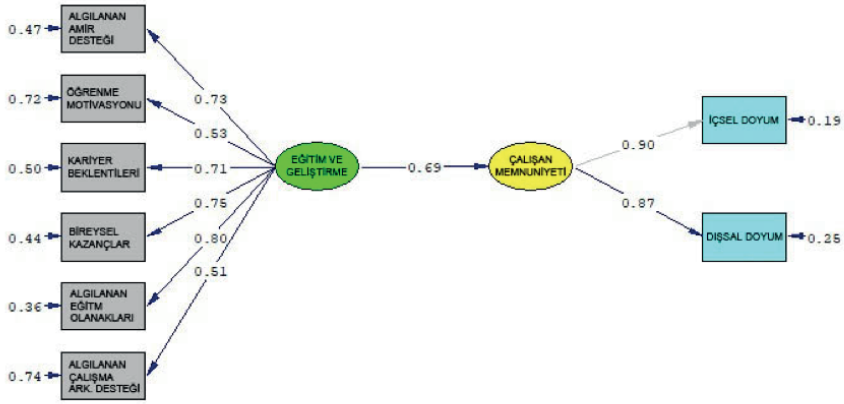 ALGILANAN
AMİR
DESTEĞİ
0.47
ÖĞRENME
MOTİVASYONU
0.72
KARİYER
BEKLENTİLERİ
0.50
BİREYSEL
KAZANÇLAR
0.44
ALGILANAN
EĞİTM
OLANAKLARI
0.36
ALGILANAN
ÇALIŞMA
ARK. DESTEĞİ
0.74
0.73
0.53
0.71
0.75
0.80
0.51
EĞİTİM VE
GELİŞTİRME
0.69
ÇALIŞAN
MEMNUNİYETİ
0.90
0.87
İÇSEL DOYUM
0.19
DIŞSAL DOYUM
0.25